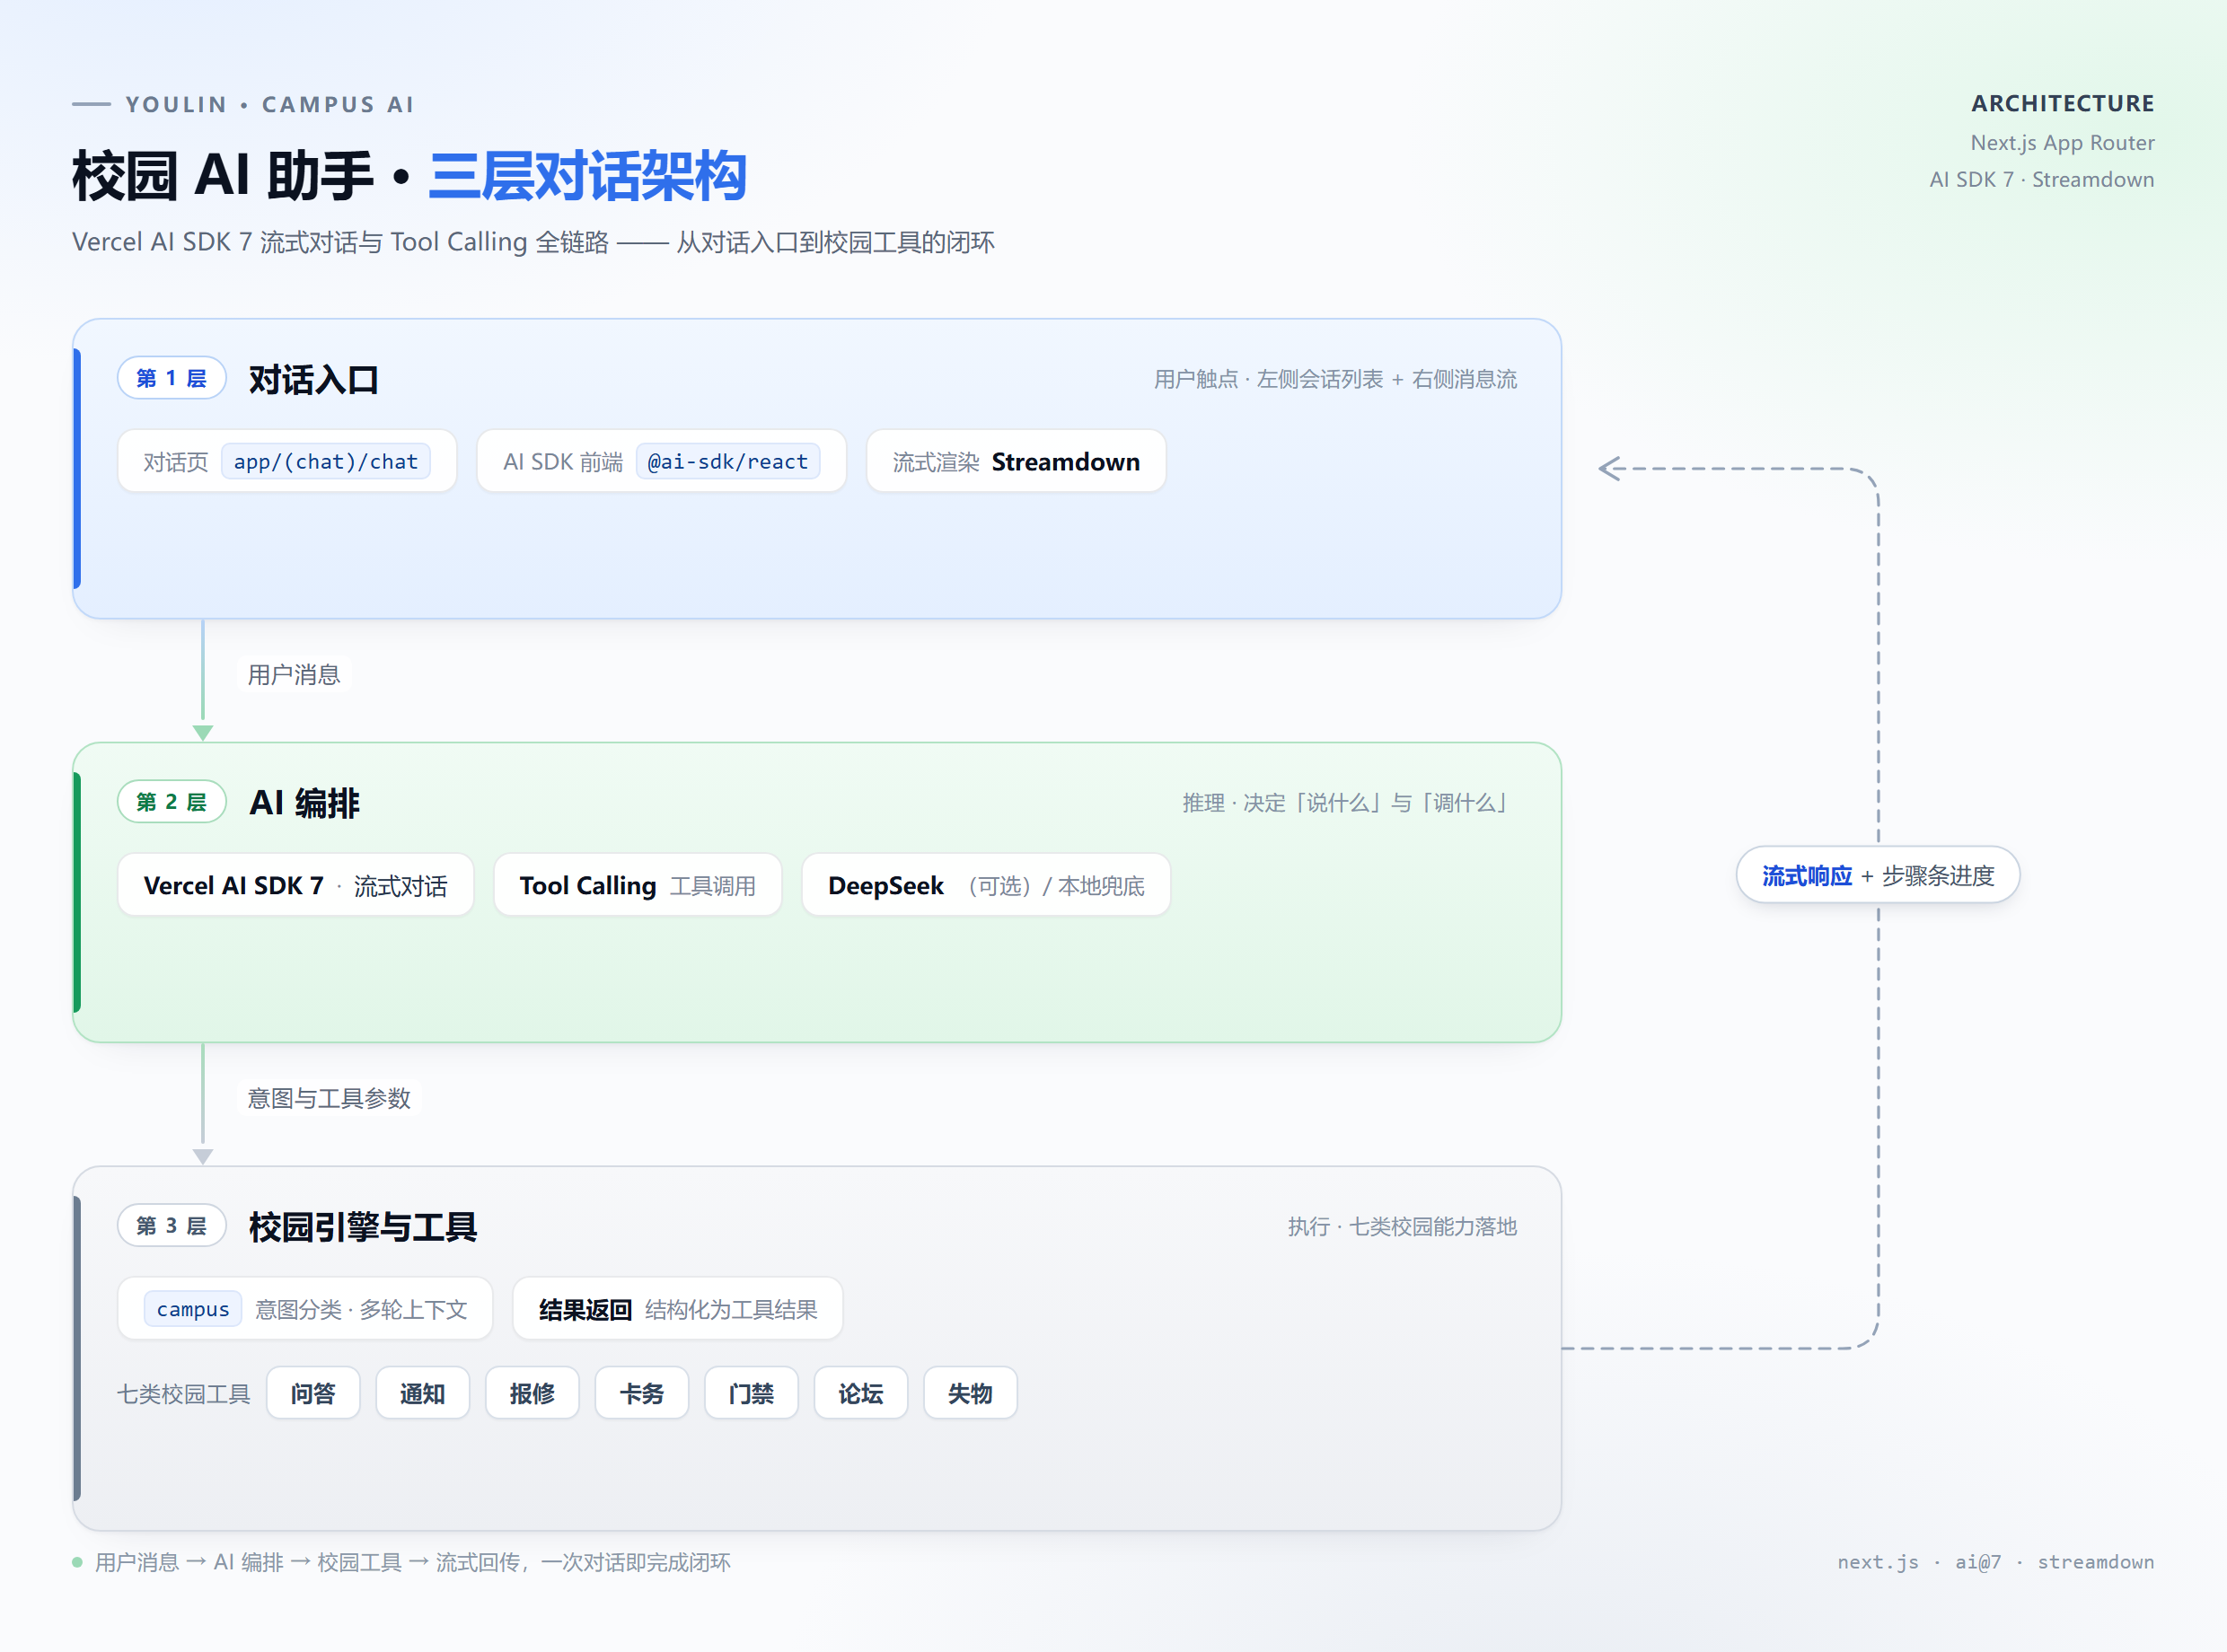 YOULIN • CAMPUS AI
校园 AI 助手 • 三层对话架构
Vercel AI SDK 7 流式对话与 Tool Calling 全链路 —— 从对话入口到校园工具的闭环
ARCHITECTURE
Next.js App Router
AI SDK 7 · Streamdown
第 1 层 对话入口
用户触点 · 左侧会话列表 + 右侧消息流
对话页 app/(chat)/chat
AI SDK 前端 @ai-sdk/react
流式渲染 Streamdown
用户消息
第 2 层 AI 编排
推理 · 决定「说什么」与「调什么」
Vercel AI SDK 7 · 流式对话
Tool Calling 工具调用
DeepSeek （可选）/ 本地兜底
流式响应 + 步骤条进度
意图与工具参数
第 3 层 校园引擎与工具
执行 · 七类校园能力落地
campus 意图分类 · 多轮上下文
结果返回 结构化为工具结果
七类校园工具 问答 通知 报修 卡务 门禁 论坛 失物
用户消息 → AI 编排 → 校园工具 → 流式回传，一次对话即完成闭环
next.js · ai@7 · streamdown